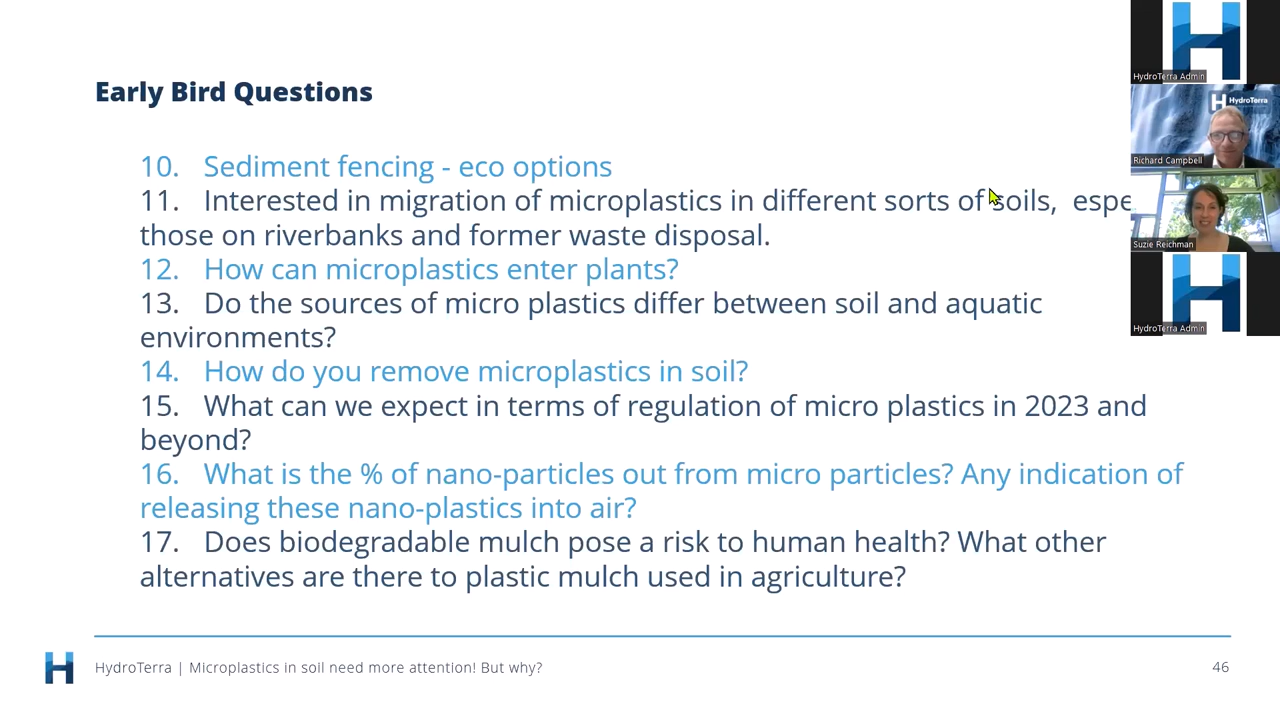 Early Bird Questions
10. Sediment fencing - eco options
11. Interested in migration of microplastics in different sorts of soils, espe
those on riverbanks and former waste disposal.
12. How can microplastics enter plants?
13. Do the sources of micro plastics differ between soil and aquatic
environments?
14. How do you remove microplastics in soil?
15. What can we expect in terms of regulation of micro plastics in 2023 and
beyond?
16. What is the % of nano-particles out from micro particles? Any indication of
releasing these nano-plastics into air?
17. Does biodegradable mulch pose a risk to human health? What other
alternatives are there to plastic mulch used in agriculture?
HydroTerra | Microplastics in soil need more attention! But why?
46
HydroTerra Admin
HydroTerra
Richard Campbell
Suzie Reichman
HydroTerra Admin